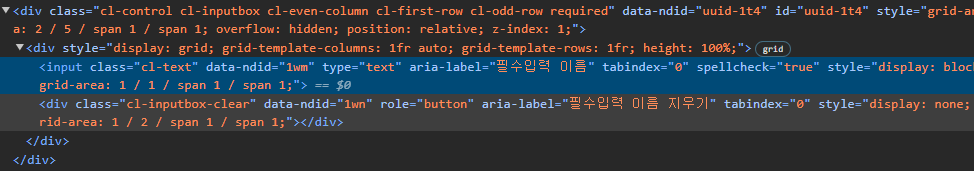 ▼<div class="cl-control cl-inputbox cl-even-column cl-first-row cl-odd-row required" data-ndid="uuid-1t4" id="uuid-1t4" style="grid-are
a: 2 / 5 / span 1 / span 1; overflow: hidden; position: relative; z-index: 1;">
▼<div style="display: grid; grid-template-columns: 1fr auto; grid-template-rows: 1fr; height: 100%;"> grid
<input class="cl-text" data-ndid="1wm" type="text" aria-label="필수입력 이름" tabindex="0" spellcheck="true" style="display: bloc
grid-area: 1 / 1 / span 1 / span 1;"> == $0
<div class="cl-inputbox-clear" data-ndid="1wn" role="button" aria-label="필수입력 이름 지우기" tabindex="0" style="display: none;
rid-area: 1 / 2 / span 1 / span 1;"></div>
</div>
</div>